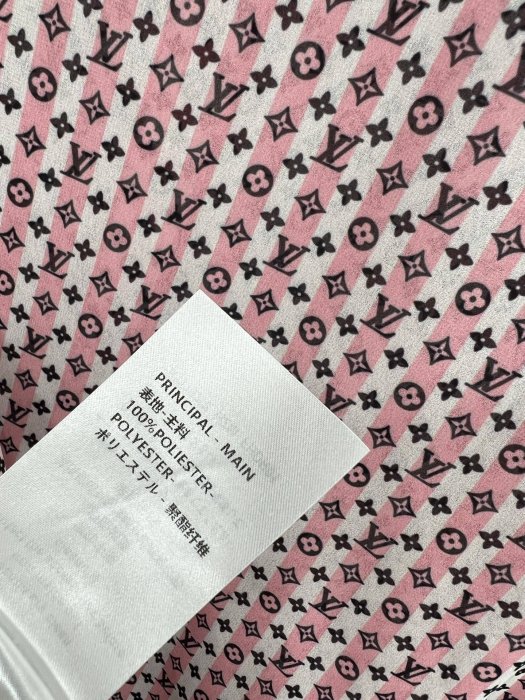 PRINCIPAL - MAIN
表地-主料
100%POLIESTER-
POLYESTER-
ポリエステル - 聚酯纤维